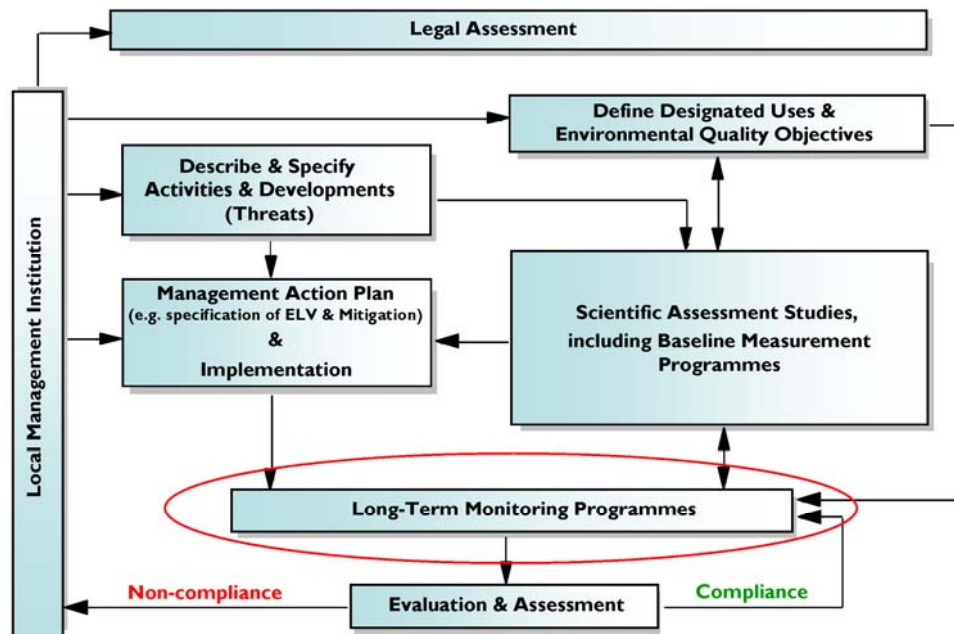 Legal Assessment
Local Management Institution
Define Designated Uses &
Environmental Quality Objectives
Describe & Specify
Activities & Developments
(Threats)
Management Action Plan
(e.g. specification of ELV & Mitigation)
&
Implementation
Scientific Assessment Studies,
including Baseline Measurement
Programmes
Long-Term Monitoring Programmes
Non-compliance
Evaluation & Assessment
Compliance